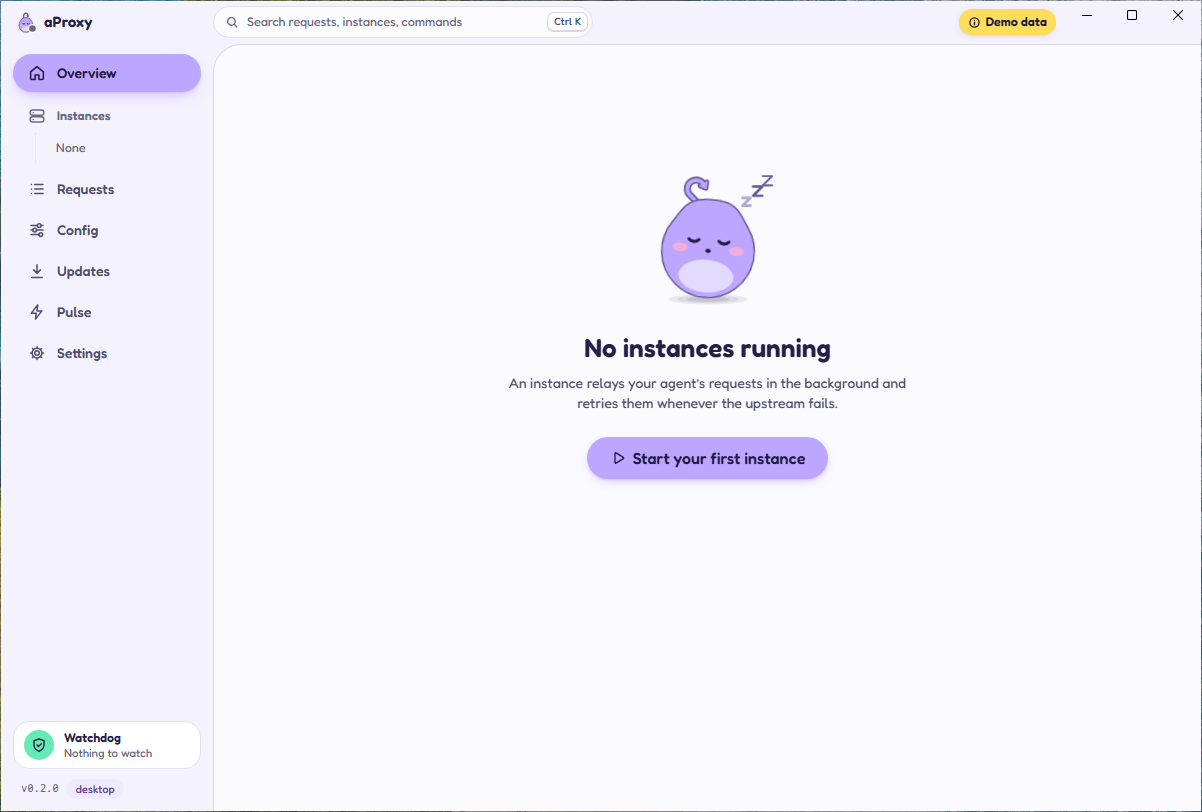 aProxy
Search requests, instances, commands
Ctrl K
Demo data
Overview
Instances
None
Requests
Config
Updates
Pulse
Settings
z z z
No instances running
An instance relays your agent's requests in the background and
retries them whenever the upstream fails.
Start your first instance
Watchdog
Nothing to watch
v0.2.0 desktop